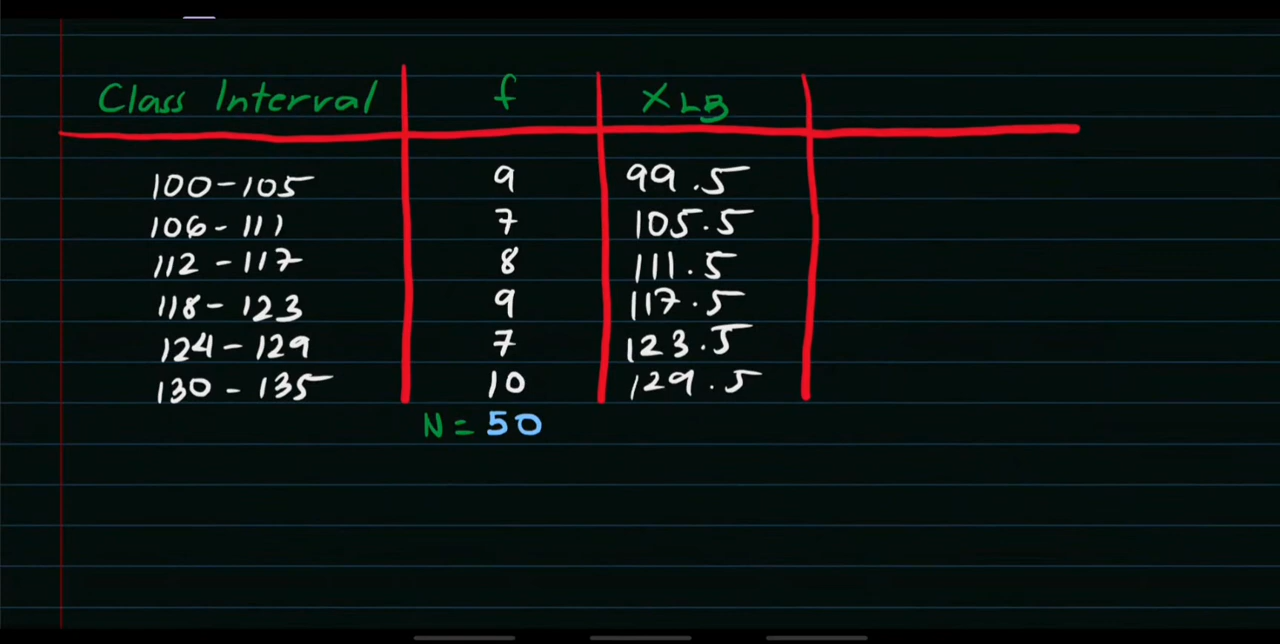 Class Interval f XLB
100-105 9 99.5
106-111 7 105.5
112-117 8 111.5
118-123 9 117.5
124-129 7 123.5
130-135 10 129.5
N = 50